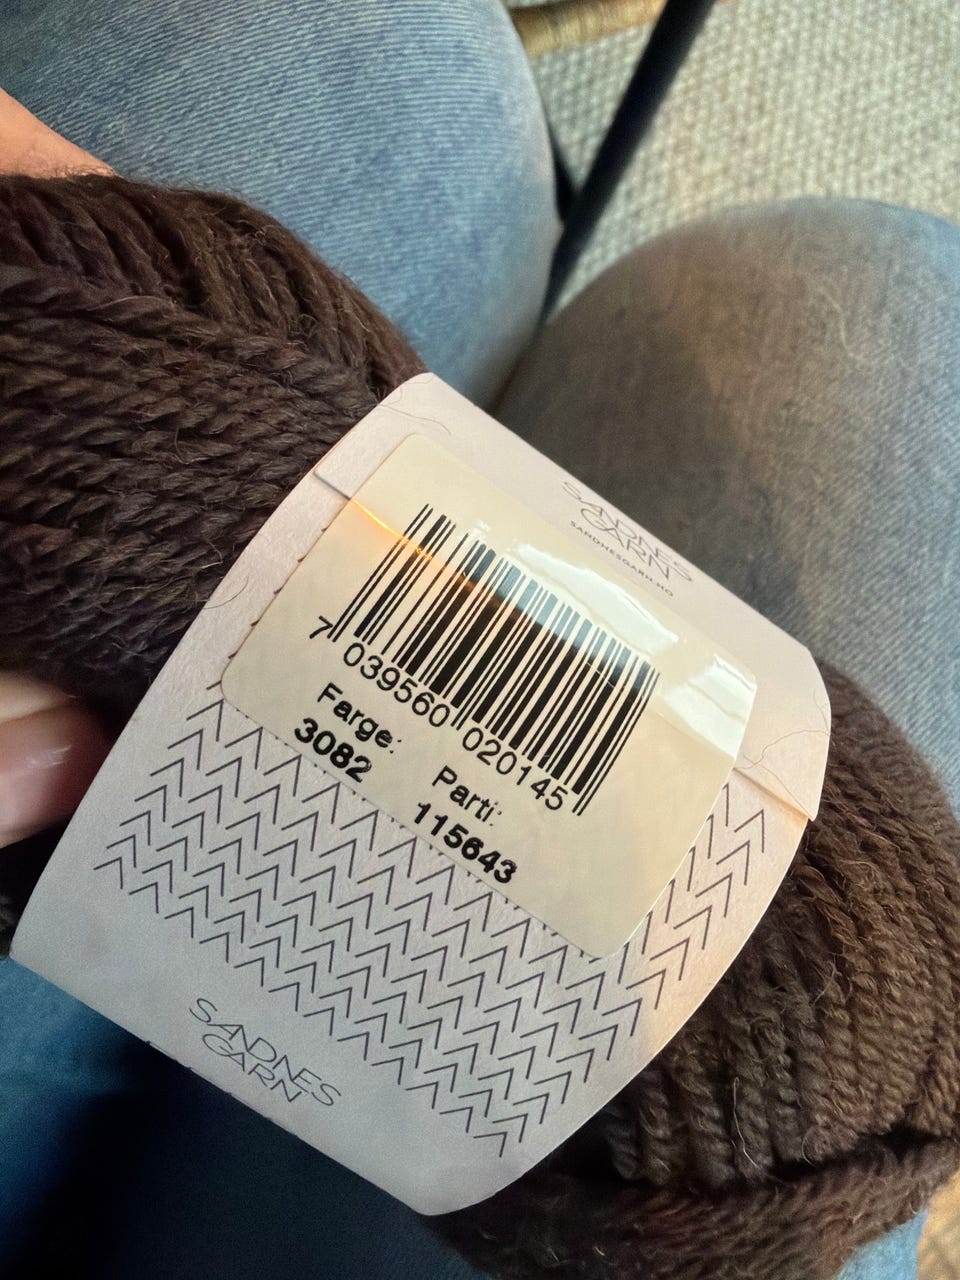 SANDNES
GARN
SANDNESGARN.NO
7 039560 020145
Farge:
3082
Parti:
115643
SANDNES
GARN